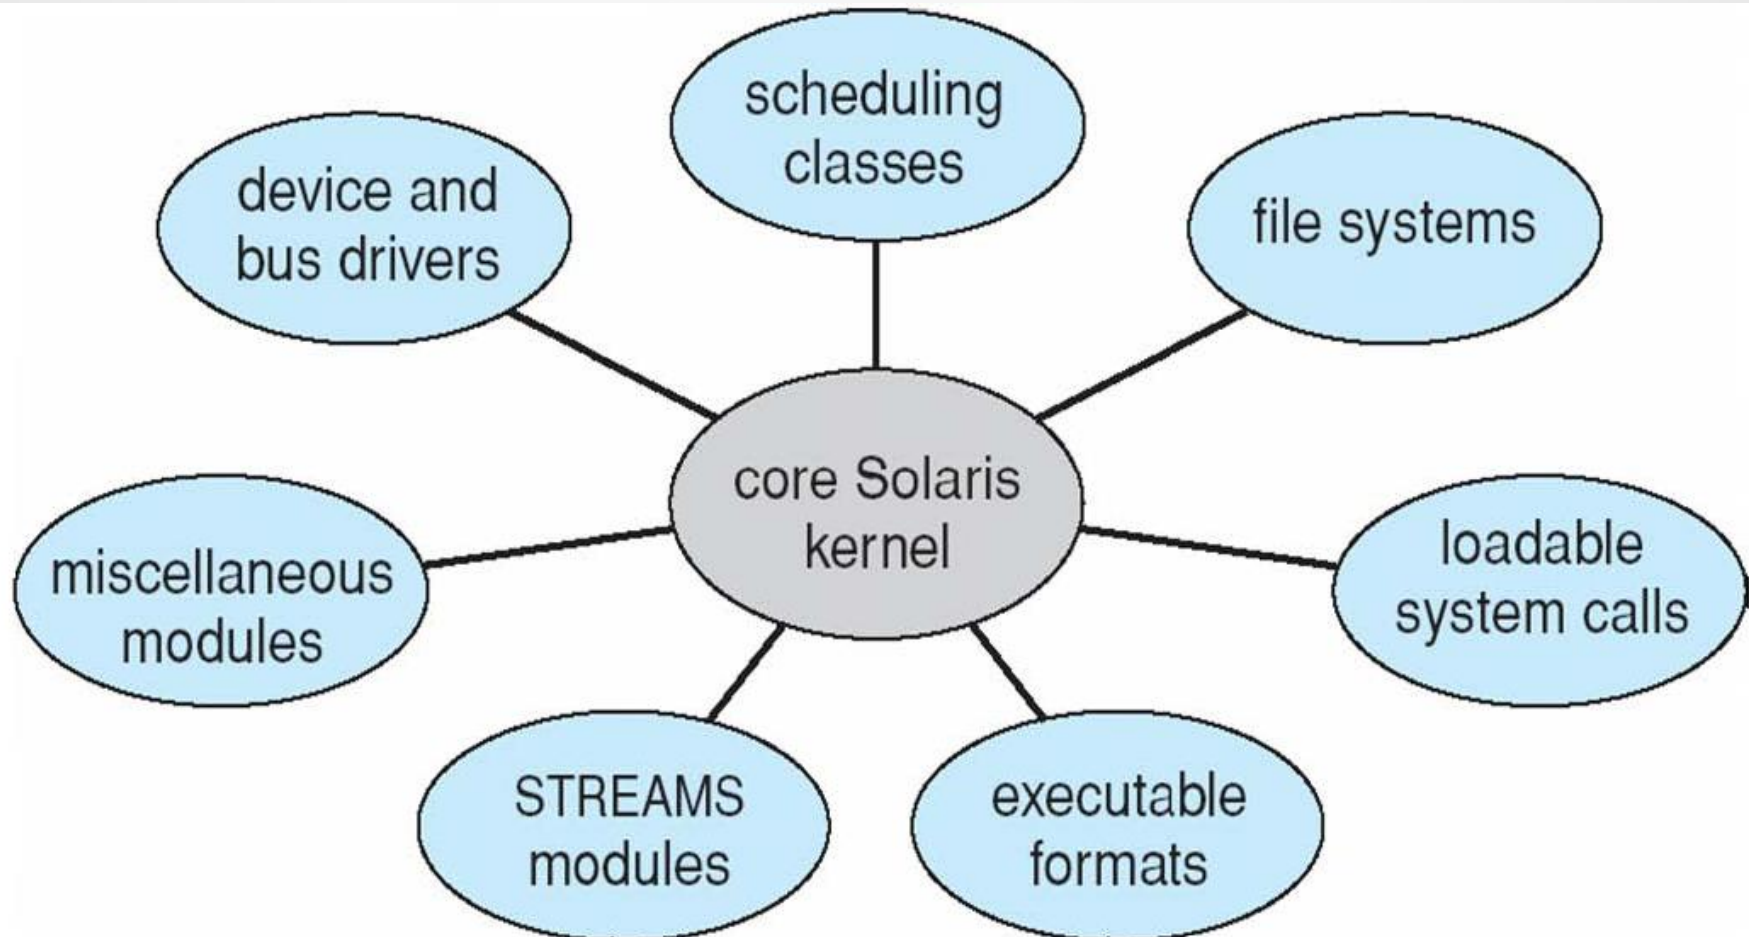 scheduling
classes
device and
bus drivers
file systems
core Solaris
kernel
miscellaneous
modules
loadable
system calls
STREAMS
modules
executable
formats